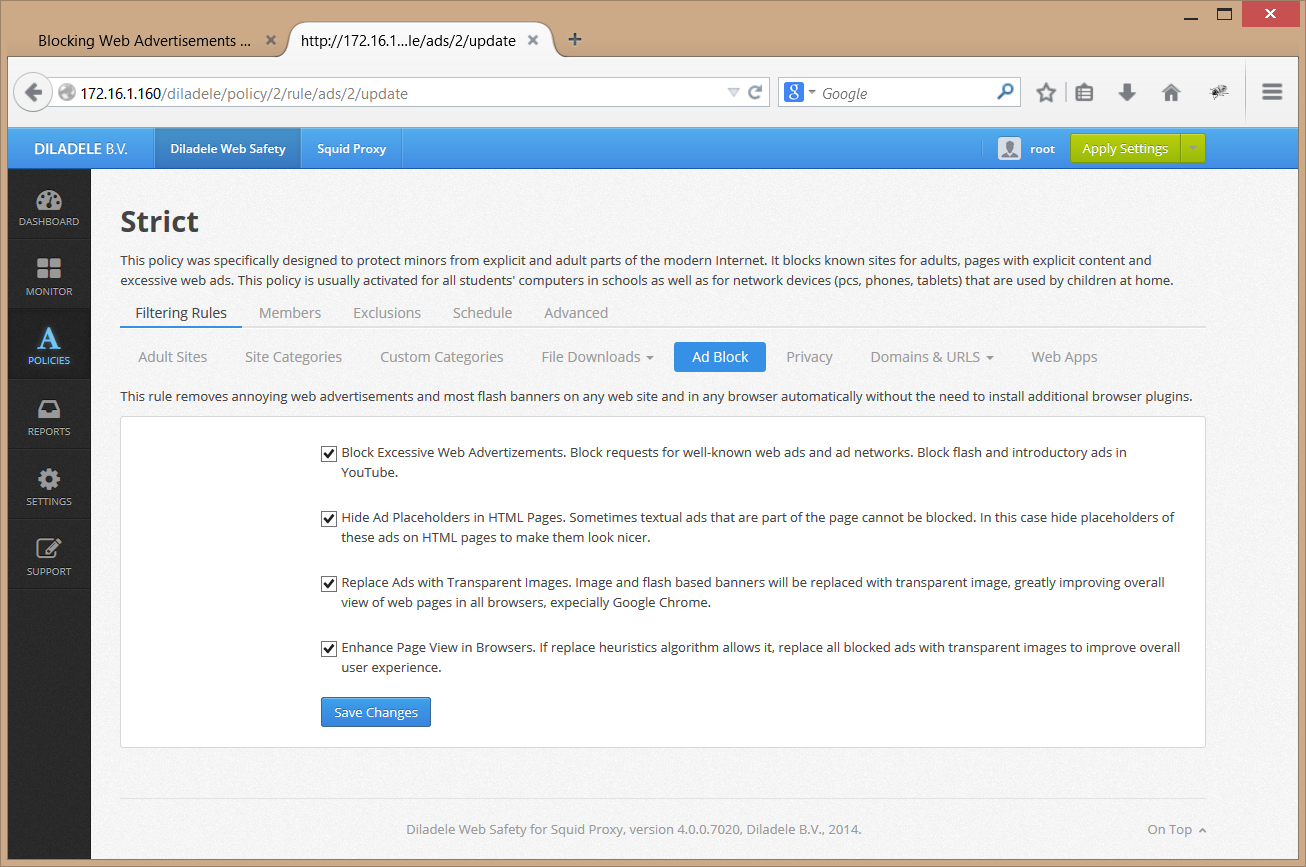 Blocking Web Advertisements ...
http://172.16.1...le/ads/2/update
172.16.1.160/diladele/policy/2/rule/ads/2/update
Google
DILADELE B.V.
Diladele Web Safety
Squid Proxy
root
Apply Settings
DASHBOARD
MONITOR
POLICIES
REPORTS
SETTINGS
SUPPORT
Strict
This policy was specifically designed to protect minors from explicit and adult parts of the modern Internet. It blocks known sites for adults, pages with explicit content and
excessive web ads. This policy is usually activated for all students' computers in schools as well as for network devices (pcs, phones, tablets) that are used by children at home.
Filtering Rules
Members
Exclusions
Schedule
Advanced
Adult Sites
Site Categories
Custom Categories
File Downloads
Ad Block
Privacy
Domains & URLS
Web Apps
This rule removes annoying web advertisements and most flash banners on any web site and in any browser automatically without the need to install additional browser plugins.
Block Excessive Web Advertizements. Block requests for well-known web ads and ad networks. Block flash and introductory ads in
YouTube.
Hide Ad Placeholders in HTML Pages. Sometimes textual ads that are part of the page cannot be blocked. In this case hide placeholders of
these ads on HTML pages to make them look nicer.
Replace Ads with Transparent Images. Image and flash based banners will be replaced with transparent image, greatly improving overall
view of web pages in all browsers, expecially Google Chrome.
Enhance Page View in Browsers. If replace heuristics algorithm allows it, replace all blocked ads with transparent images to improve overall
user experience.
Save Changes
Diladele Web Safety for Squid Proxy, version 4.0.0.7020, Diladele B.V., 2014.
On Top